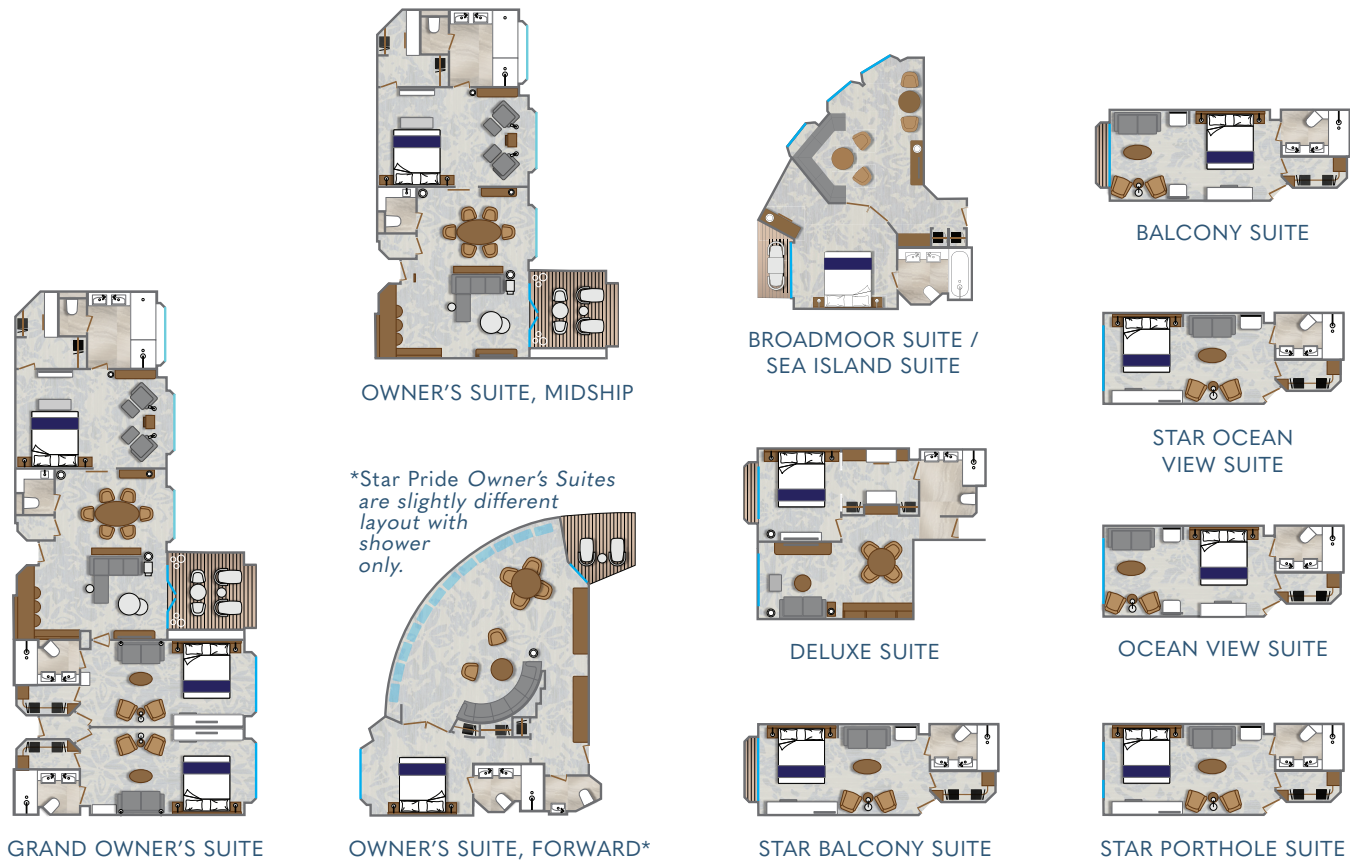 GRAND OWNER'S SUITE
OWNER'S SUITE, MIDSHIP
*Star Pride Owner's Suites
are slightly different
layout with
shower
only.
OWNER'S SUITE, FORWARD*
BROADMOOR SUITE /
SEA ISLAND SUITE
DELUXE SUITE
STAR BALCONY SUITE
BALCONY SUITE
STAR OCEAN
VIEW SUITE
OCEAN VIEW SUITE
STAR PORTHOLE SUITE